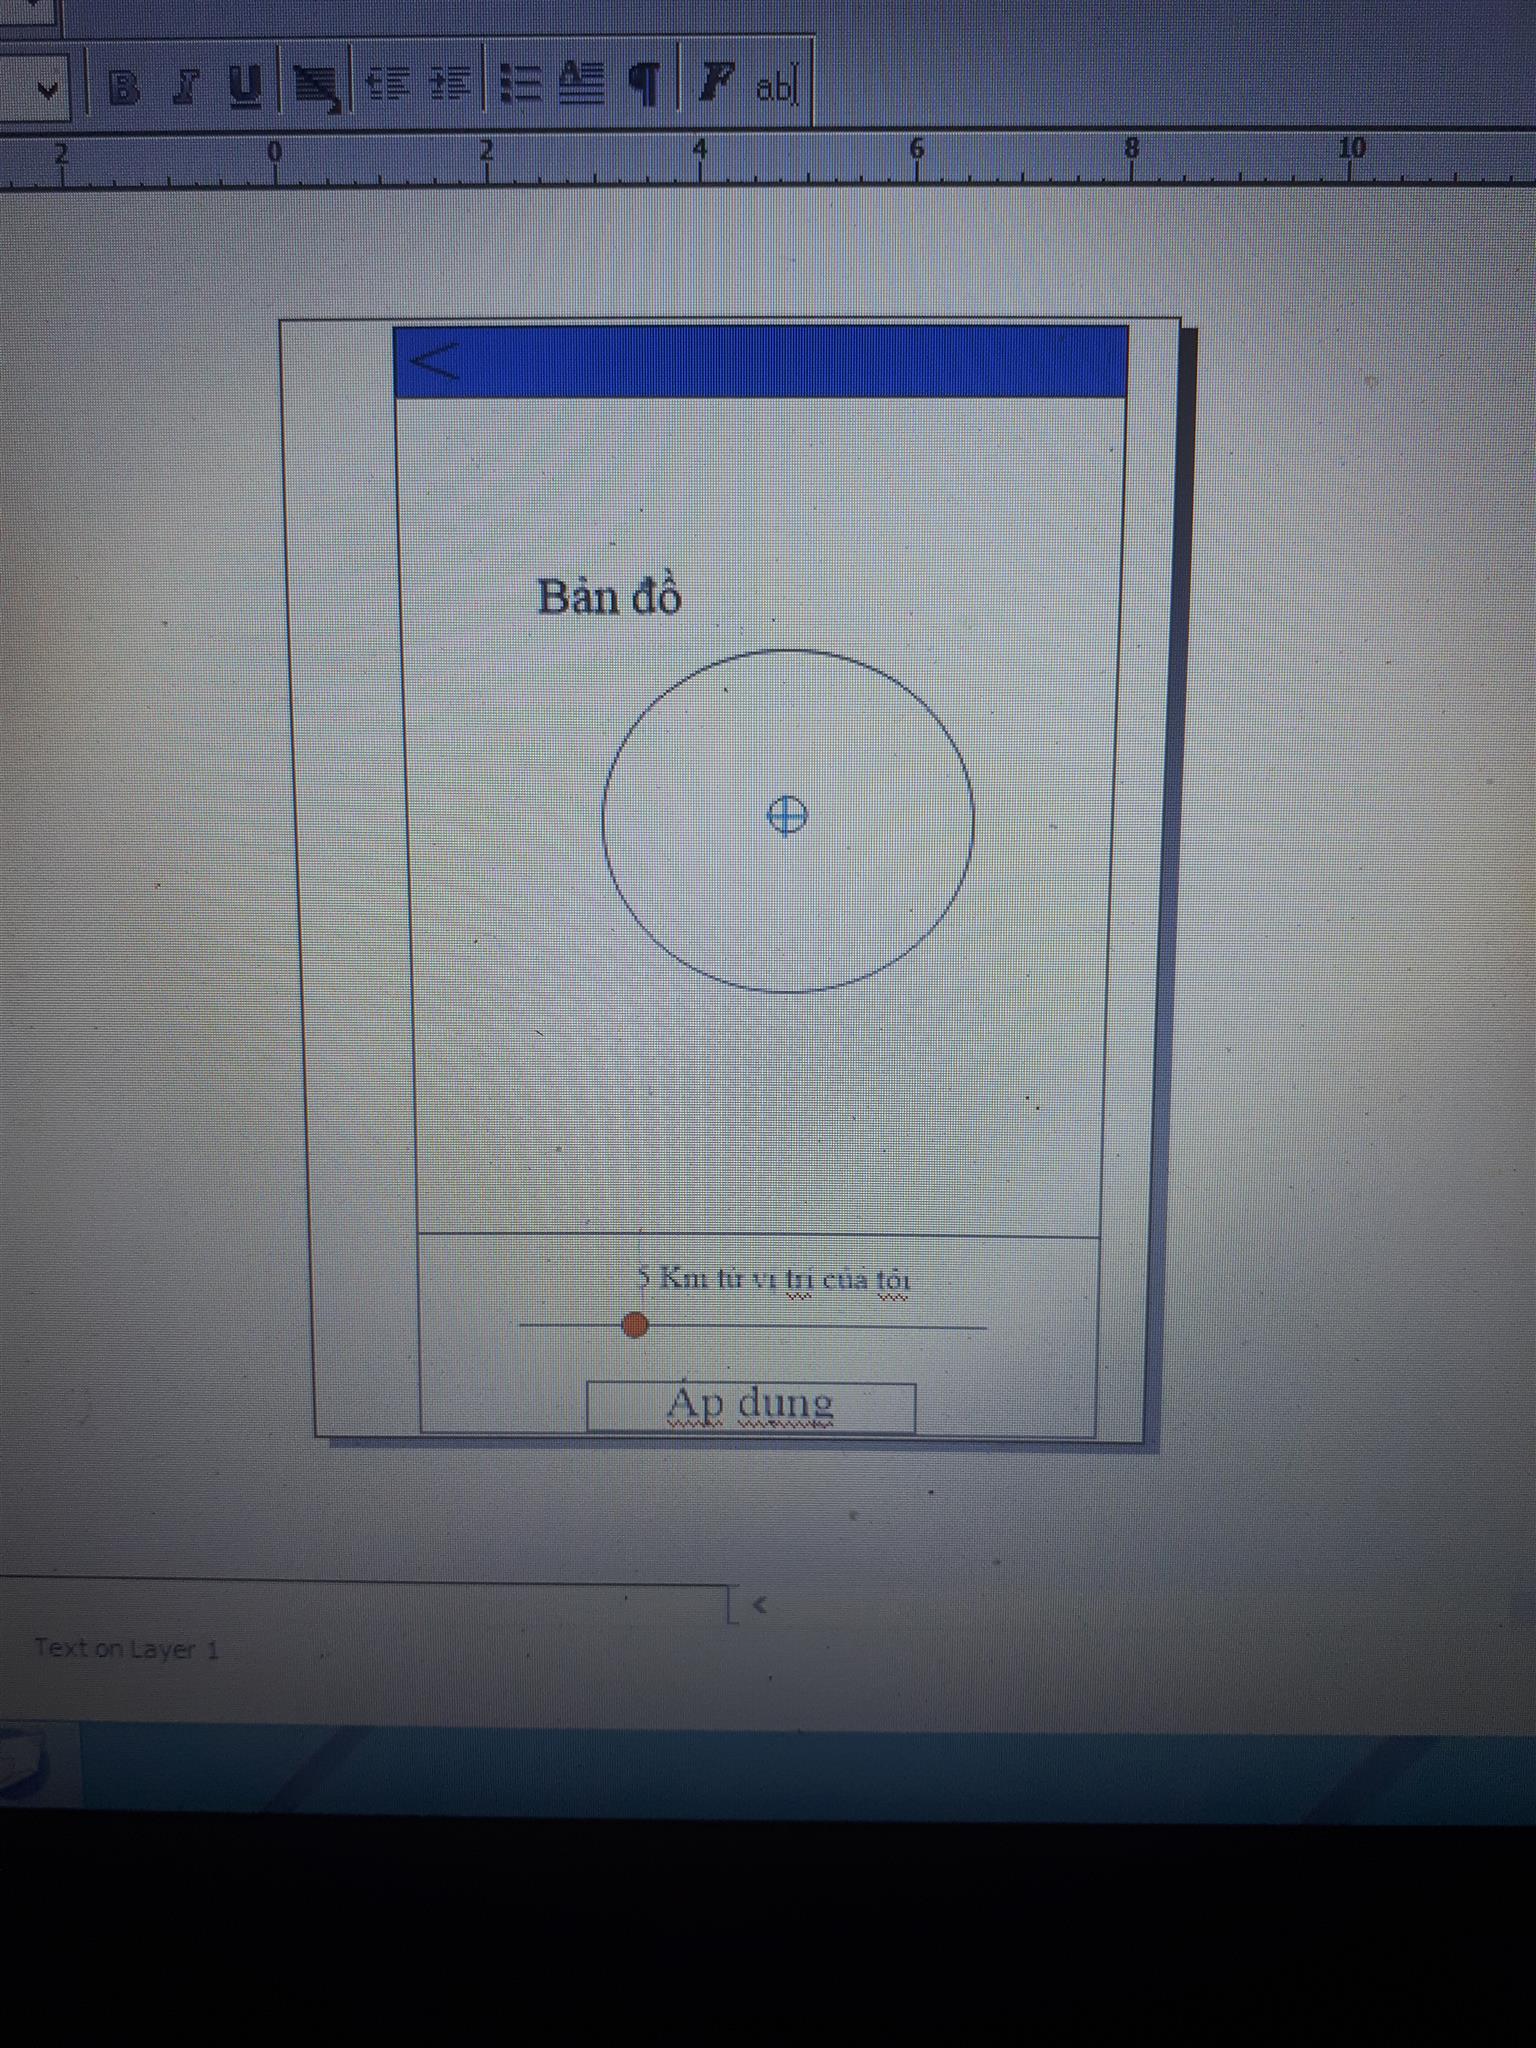 B I U ab
2 0 2 4 6 8 10
<
Bản đồ
5 Km từ vị trí của tôi
Áp dụng
Text on Layer 1